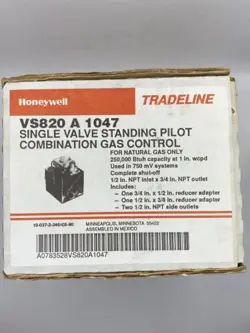 Honeywell
TRADELINE
VS820 A 1047
SINGLE VALVE STANDING PILOT
COMBINATION GAS CONTROL
FOR NATURAL GAS ONLY
250,000 Btuh capacity at 1 in. wcpd
Used in 750 mV systems
Complete shut-off
1/2 in. NPT inlet x 3/4 in. NPT outlet
Includes:
– One 3/4 in. x 1/2 in. reducer adapter
– One 1/2 in. x 3/8 in. reducer adapter
– Two 1/2 in. NPT side outlets
MINNEAPOLIS, MINNESOTA 55422
ASSEMBLED IN MEXICO
A0783528VS820A1047